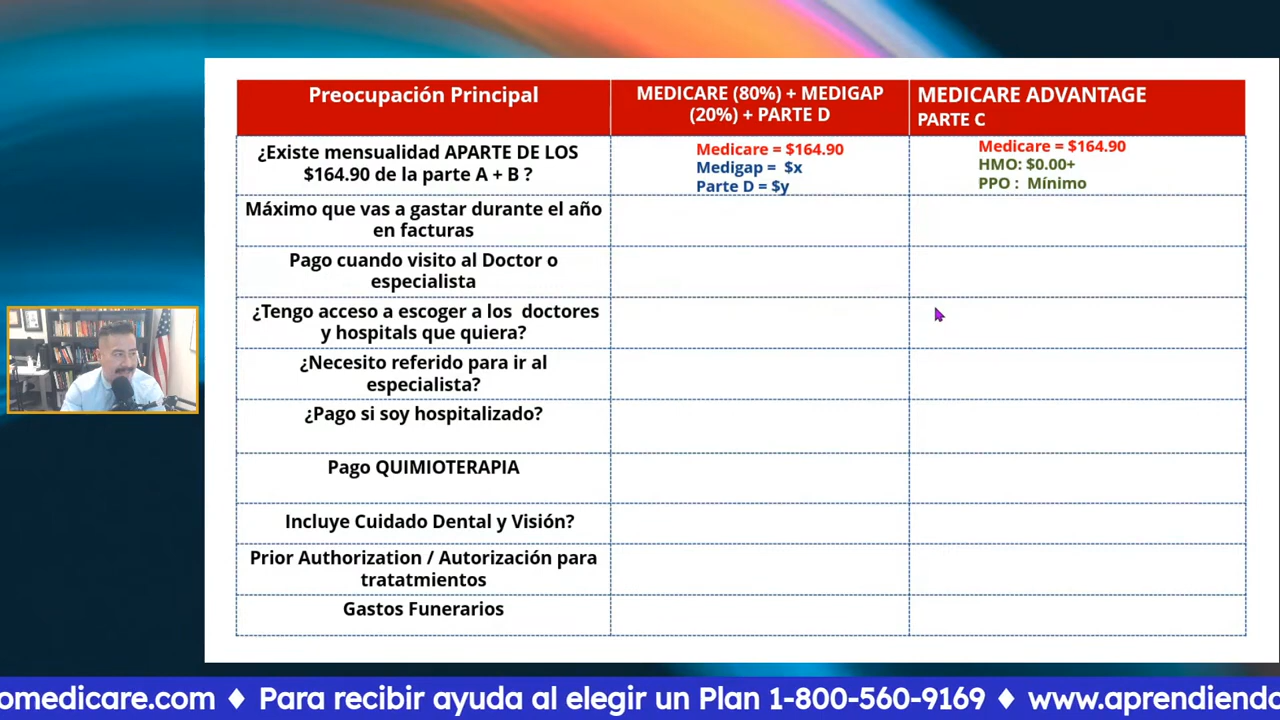 Preocupación Principal
MEDICARE (80%) + MEDIGAP
(20%) + PARTE D
MEDICARE ADVANTAGE
PARTE C
¿Existe mensualidad APARTE DE LOS
$164.90 de la parte A + B ?
Medicare = $164.90
Medigap = $x
Parte D = $y
Medicare = $164.90
HMO: $0.00+
PPO : Mínimo
Máximo que vas a gastar durante el año
en facturas
Pago cuando visito al Doctor o
especialista
¿Tengo acceso a escoger a los doctores
y hospitals que quiera?
¿Necesito referido para ir al
especialista?
¿Pago si soy hospitalizado?
Pago QUIMIOTERAPIA
Incluye Cuidado Dental y Visión?
Prior Authorization / Autorización para
tratatmientos
Gastos Funerarios
omedicare.com ♦ Para recibir ayuda al elegir un Plan 1-800-560-9169 ♦ www.aprendiendo